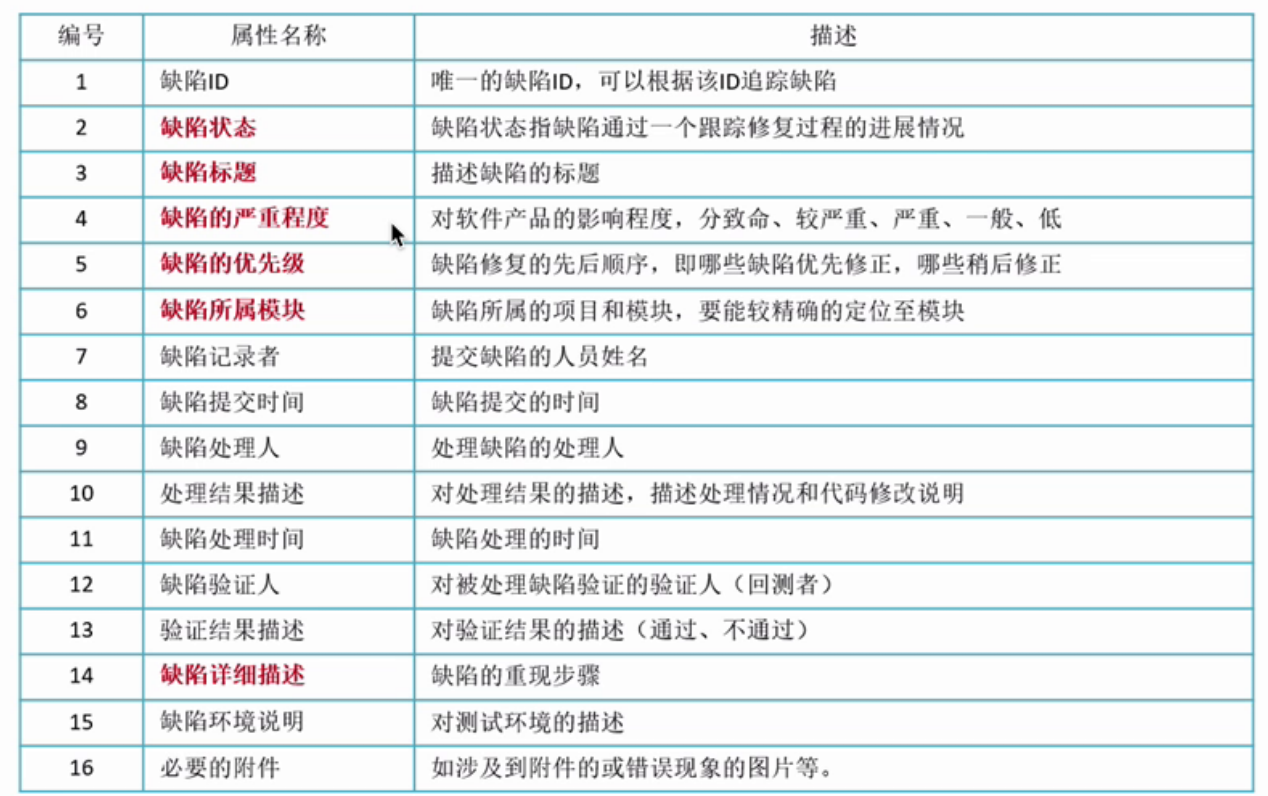 编号 属性名称 描述
1 缺陷ID 唯一的缺陷ID，可以根据该ID追踪缺陷
2 缺陷状态 缺陷状态指缺陷通过一个跟踪修复过程的进展情况
3 缺陷标题 描述缺陷的标题
4 缺陷的严重程度 对软件产品的影响程度，分致命、较严重、严重、一般、低
5 缺陷的优先级 缺陷修复的先后顺序，即哪些缺陷优先修正，哪些稍后修正
6 缺陷所属模块 缺陷所属的项目和模块，要能较精确的定位至模块
7 缺陷记录者 提交缺陷的人员姓名
8 缺陷提交时间 缺陷提交的时间
9 缺陷处理人 处理缺陷的处理人
10 处理结果描述 对处理结果的描述，描述处理情况和代码修改说明
11 缺陷处理时间 缺陷处理的时间
12 缺陷验证人 对被处理缺陷验证的验证人（回测者）
13 验证结果描述 对验证结果的描述（通过、不通过）
14 缺陷详细描述 缺陷的重现步骤
15 缺陷环境说明 对测试环境的描述
16 必要的附件 如涉及到附件的或错误现象的图片等。